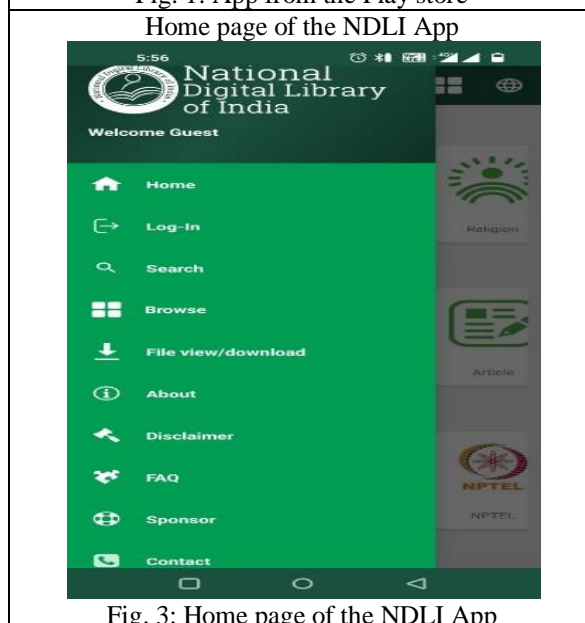 Fig. 1: App from the Play store
Home page of the NDLI App
5:56
National
Digital Library
of India
Welcome Guest
Home
Log-In
Search
Browse
File view/download
About
Disclaimer
FAQ
Sponsor
Contact
Religion
Article
NPTEL
NPTEL
Fig. 3: Home page of the NDLI App